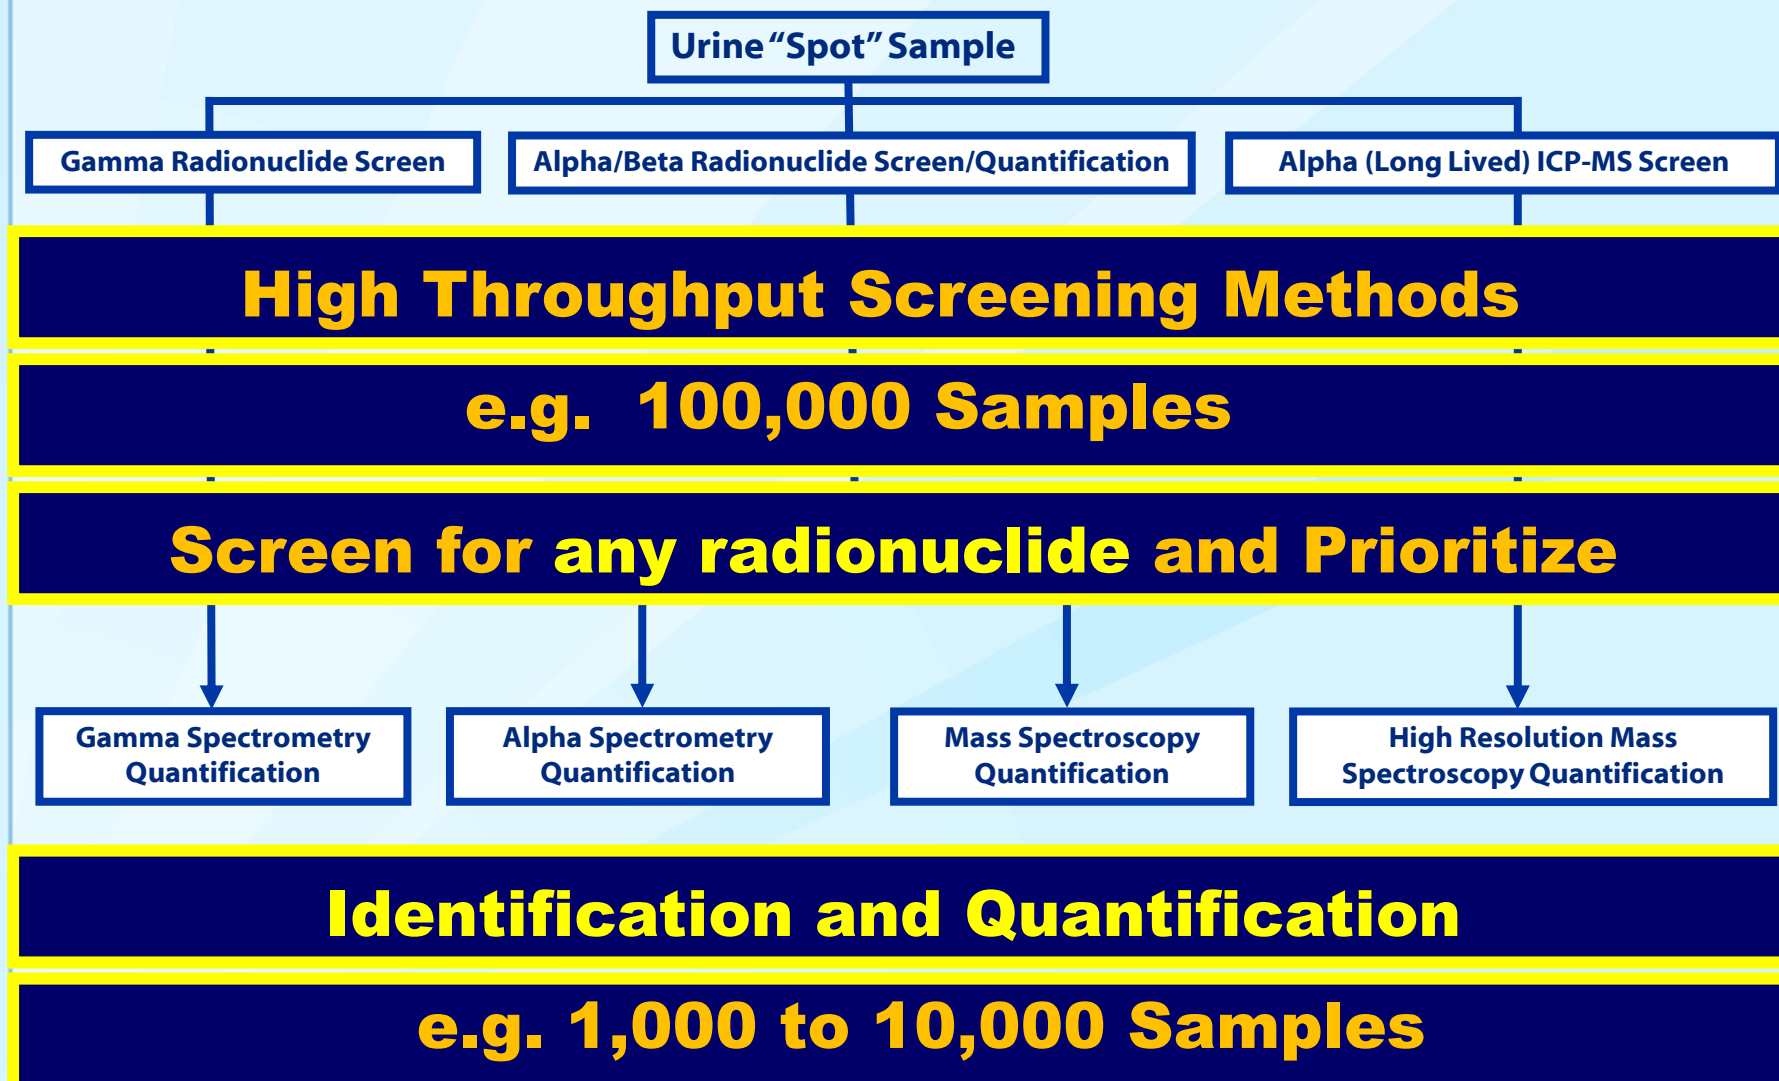 Urine “Spot” Sample
Gamma Radionuclide Screen
Alpha/Beta Radionuclide Screen/Quantification
Alpha (Long Lived) ICP-MS Screen
High Throughput Screening Methods
e.g. 100,000 Samples
Screen for any radionuclide and Prioritize
Gamma Spectrometry
Quantification
Alpha Spectrometry
Quantification
Mass Spectroscopy
Quantification
High Resolution Mass
Spectroscopy Quantification
Identification and Quantification
e.g. 1,000 to 10,000 Samples